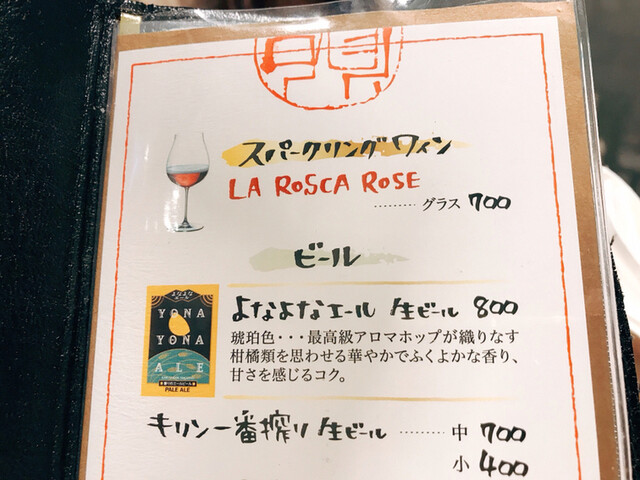 スパークリングワイン
LA ROSCA ROSE
………グラス 700
ビール
よなよなエール 生ビール 800
琥珀色・・・最高級アロマホップが織りなす
柑橘類を思わせる華やかでふくよかな香り、
甘さを感じるコク。
よなよな
YONA
YONA
ALE
PALE ALE
キリン一番搾り 生ビール ………中 700
小 400